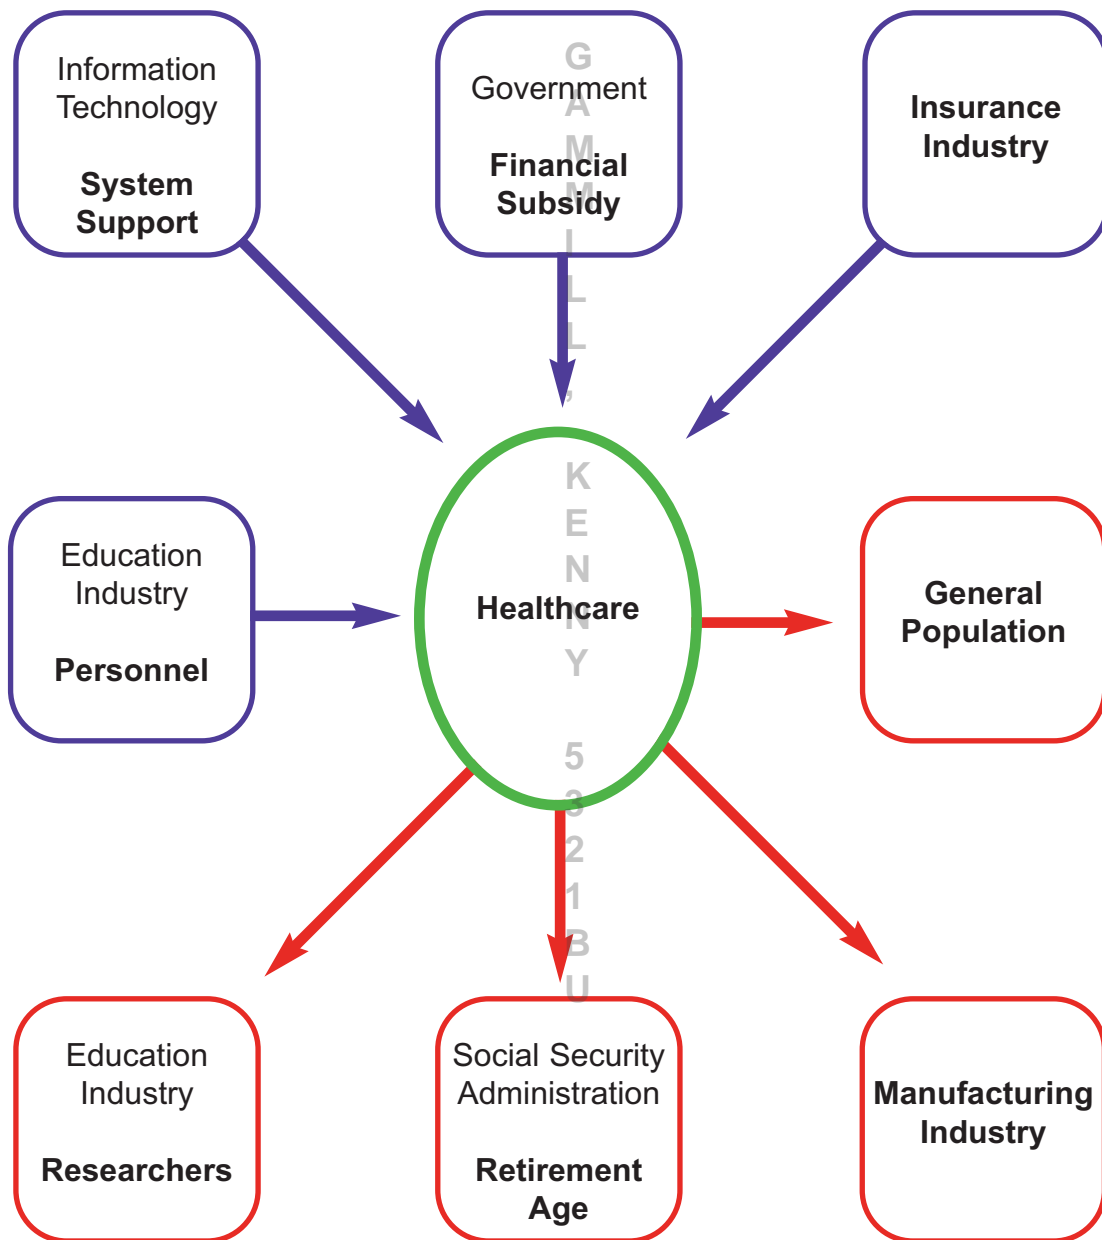 Information
Technology
System
Support
Government
Financial
Subsidy
Insurance
Industry
Education
Industry
Personnel
Healthcare
General
Population
Education
Industry
Researchers
Social Security
Administration
Retirement
Age
Manufacturing
Industry
GAMMILL, KENNY 5321BU